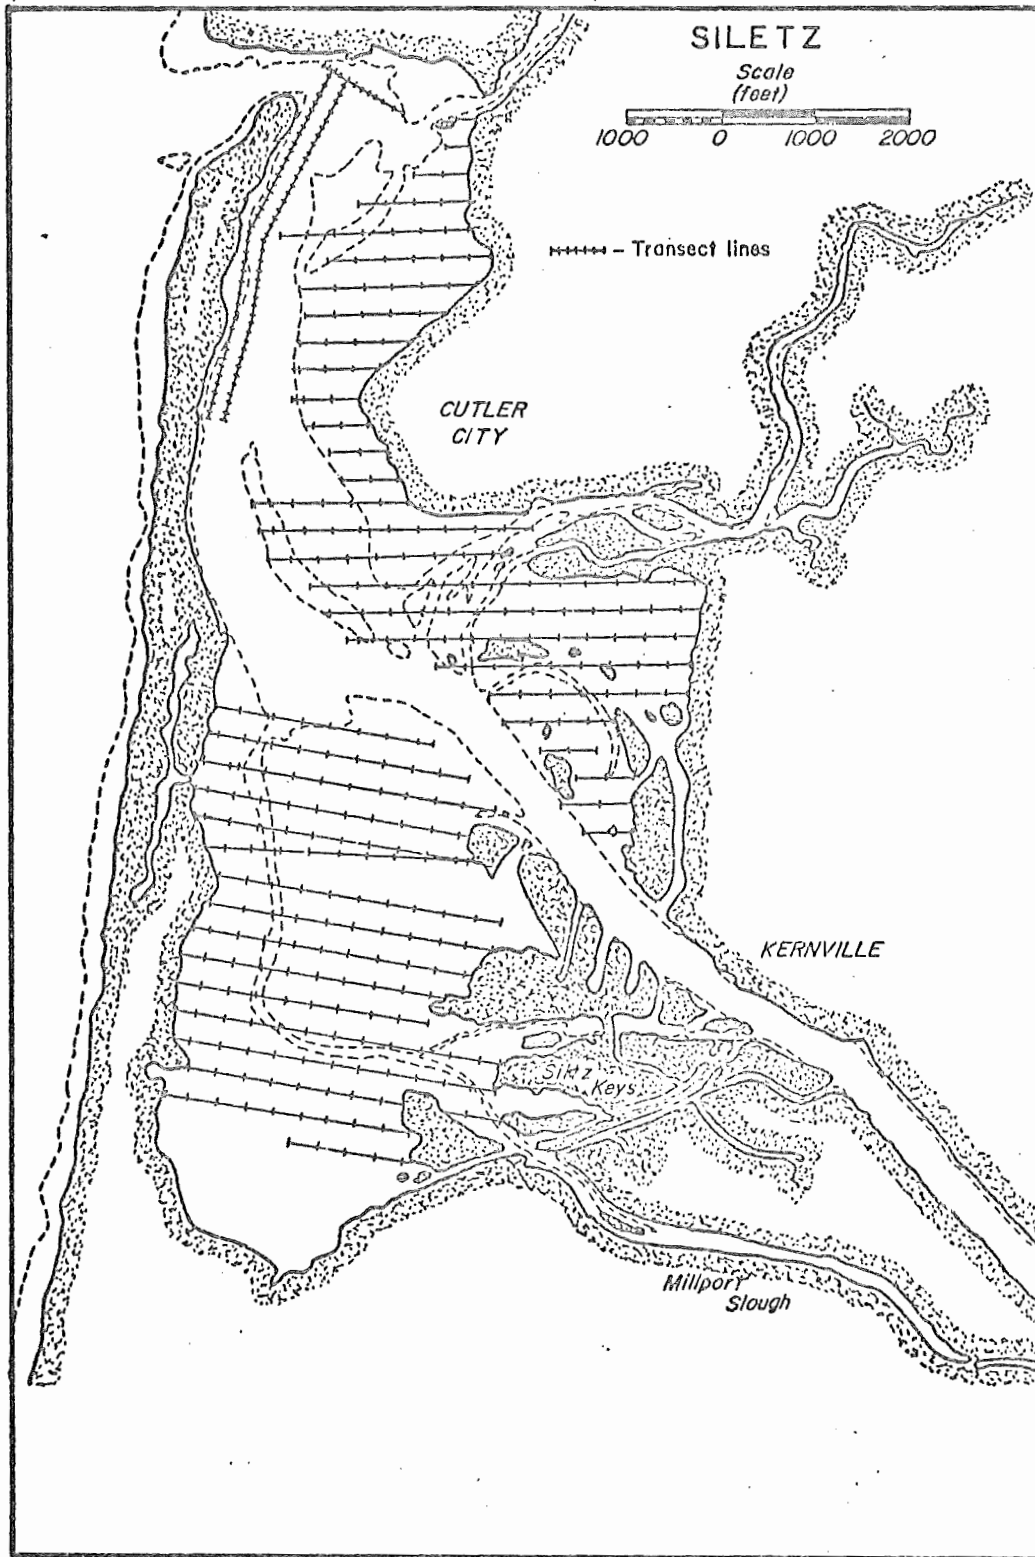 SILETZ
Scale
(feet)
1000 0 1000 2000
– Transect lines
CUTLER
CITY
KERNVILLE
Siletz
Keys
Millport
Slough